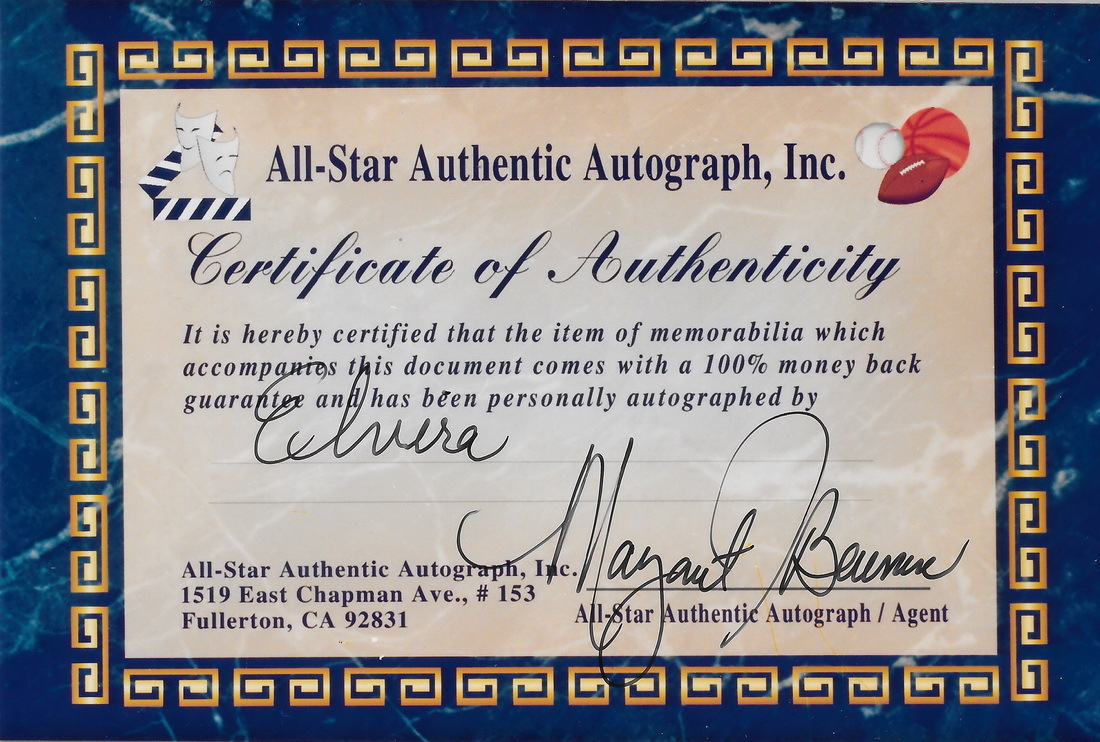 All-Star Authentic Autograph, Inc.
Certificate of Authenticity
It is hereby certified that the item of memorabilia which
accompanies this document comes with a 100% money back
guarantee and has been personally autographed by
Elvira
All-Star Authentic Autograph, Inc.
1519 East Chapman Ave., # 153
Fullerton, CA 92831
All-Star Authentic Autograph / Agent